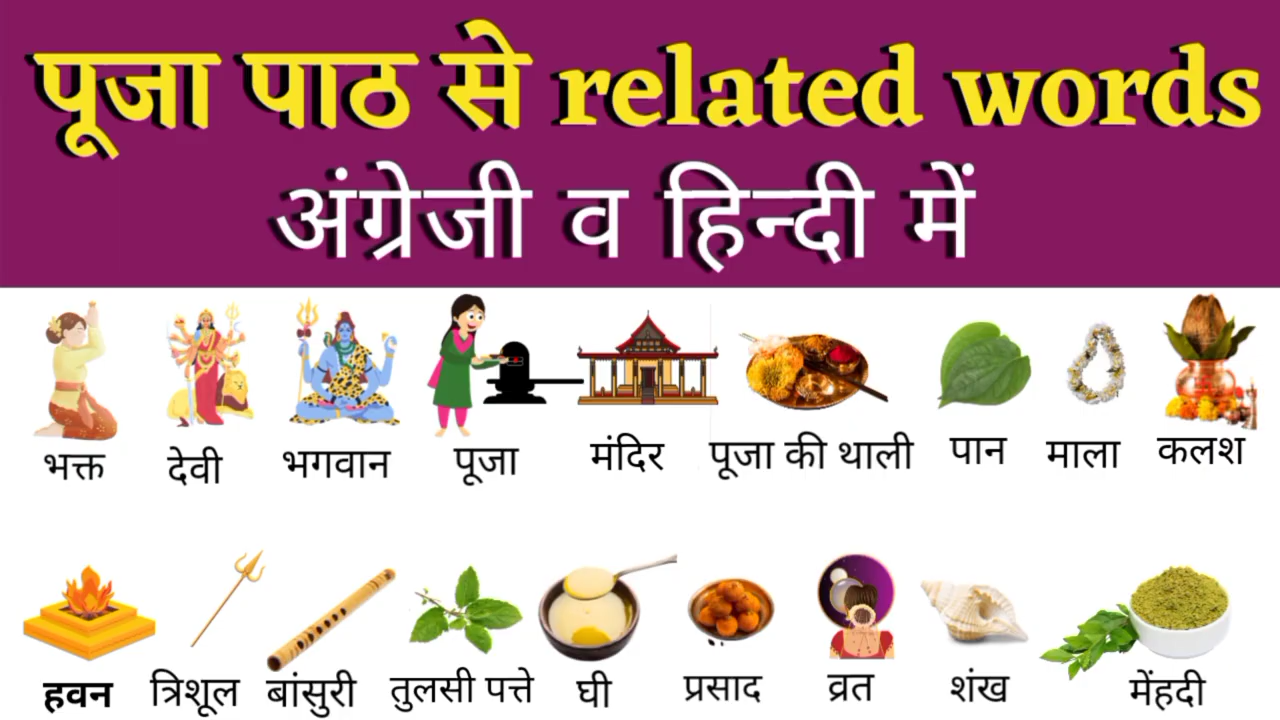 पूजा पाठ से related words
अंग्रेजी व हिन्दी में
भक्त देवी भगवान पूजा मंदिर पूजा की थाली पान माला कलश
हवन त्रिशूल बांसुरी तुलसी पत्ते घी प्रसाद व्रत शंख मेंहदी